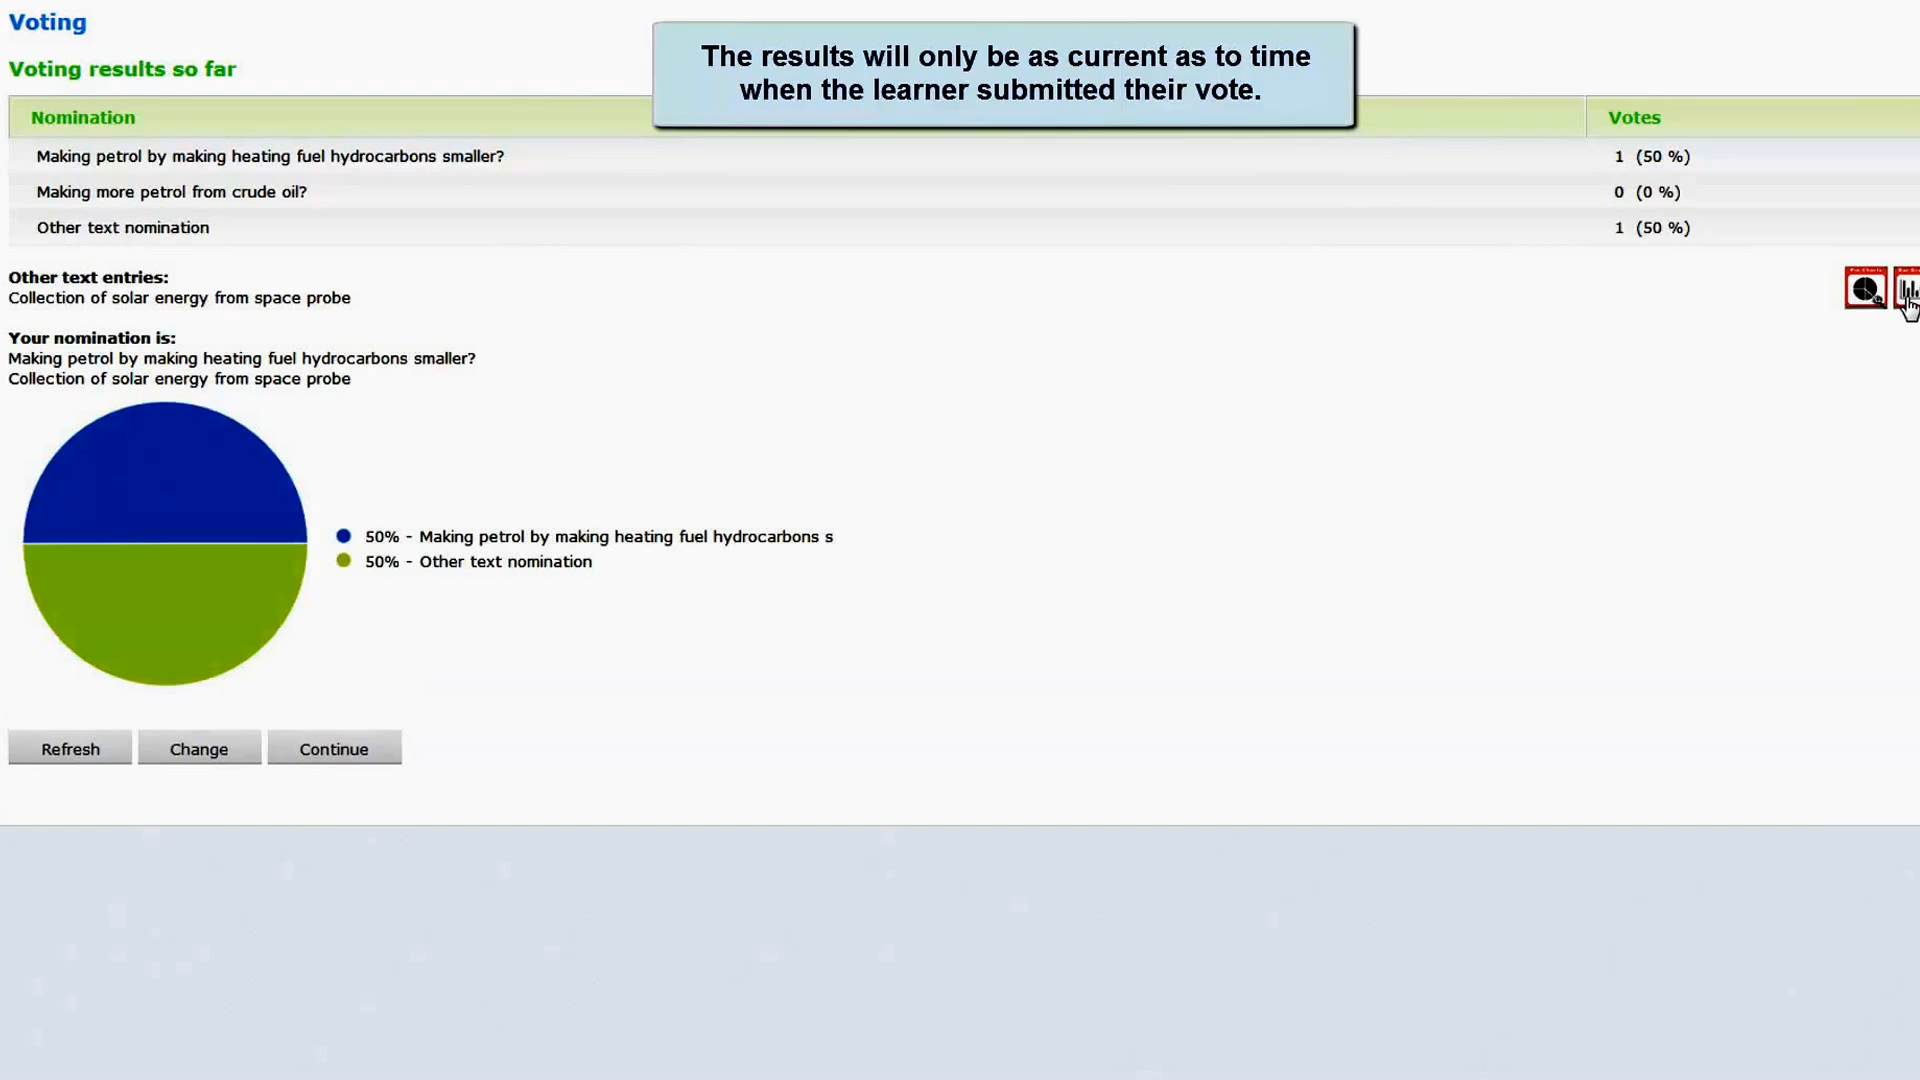 Voting
The results will only be as current as to time
when the learner submitted their vote.
Voting results so far
Nomination Votes
Making petrol by making heating fuel hydrocarbons smaller? 1 (50 %)
Making more petrol from crude oil? 0 (0 %)
Other text nomination 1 (50 %)
Other text entries:
Collection of solar energy from space probe
Your nomination is:
Making petrol by making heating fuel hydrocarbons smaller?
Collection of solar energy from space probe
50% - Making petrol by making heating fuel hydrocarbons s
50% - Other text nomination
Refresh Change Continue